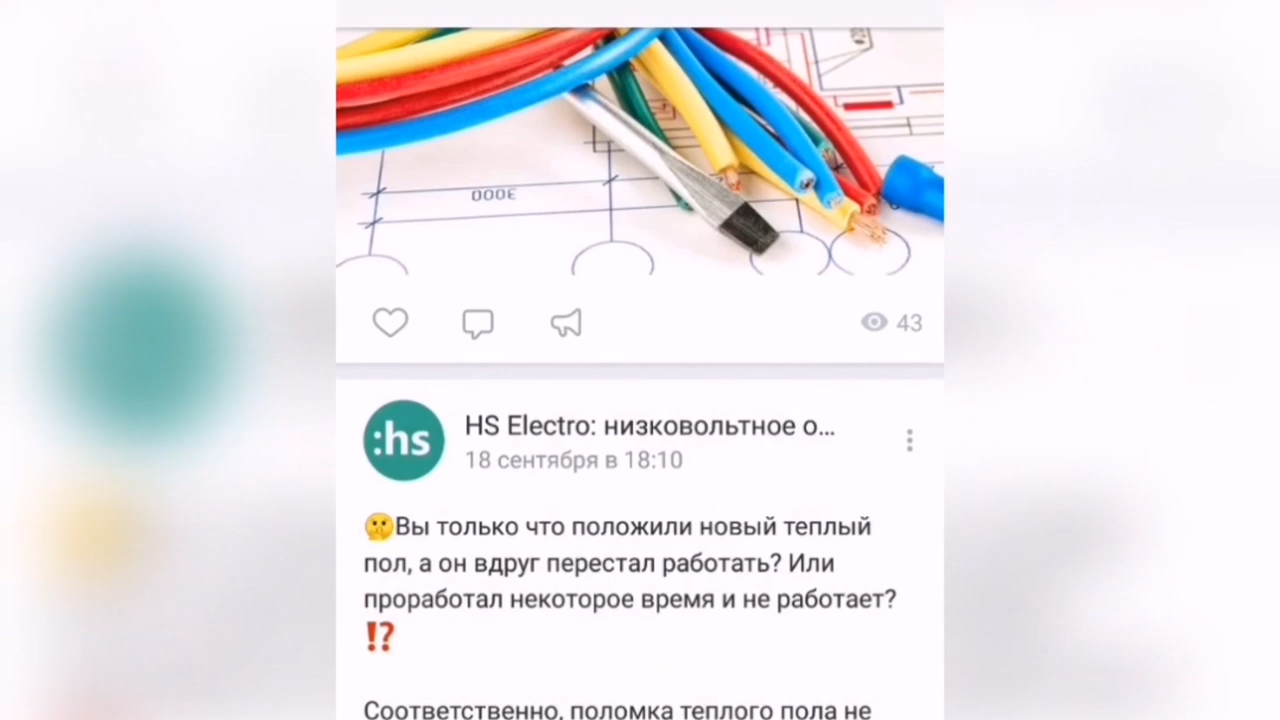 3000
43
:hs
HS Electro: низковольтное о...
18 сентября в 18:10
🤫Вы только что положили новый теплый
пол, а он вдруг перестал работать? Или
проработал некоторое время и не работает?
⁉️
Соответственно, поломка теплого пола не